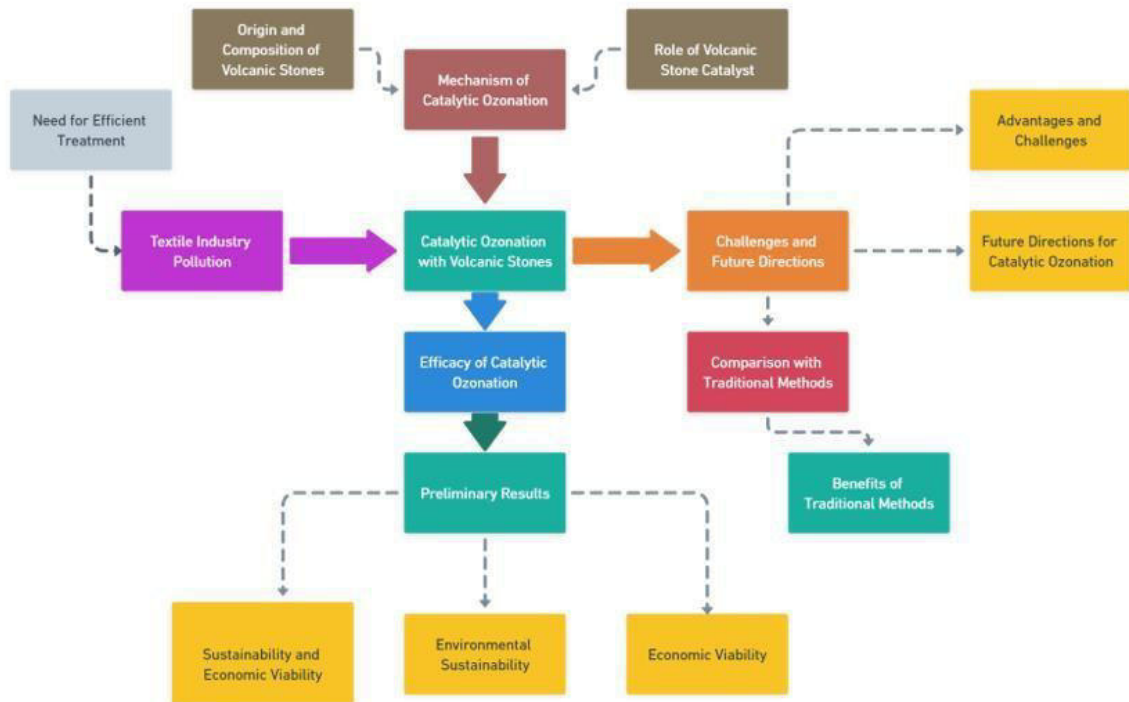 Origin and
Composition of
Volcanic Stones
Role of Volcanic
Stone Catalyst
Mechanism of
Catalytic Ozonation
Need for Efficient
Treatment
Advantages and
Challenges
Textile Industry
Pollution
Catalytic Ozonation
with Volcanic Stones
Challenges and
Future Directions
Future Directions for
Catalytic Ozonation
Efficacy of Catalytic
Ozonation
Comparison with
Traditional Methods
Preliminary Results
Benefits of
Traditional Methods
Sustainability and
Economic Viability
Environmental
Sustainability
Economic Viability